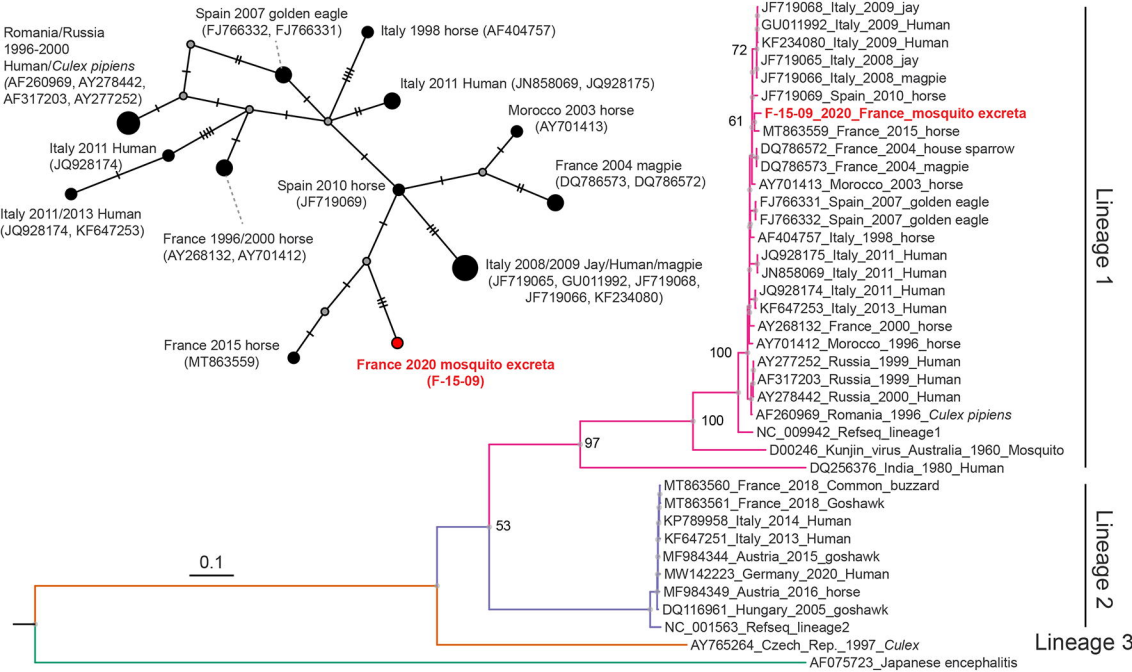 Romania/Russia
1996-2000
Human/Culex pipiens
(AF260969, AY278442,
AF317203, AY277252)
Spain 2007 golden eagle
(FJ766332, FJ766331)
Italy 1998 horse (AF404757)
Italy 2011 Human (JN858069, JQ928175)
Morocco 2003 horse
(AY701413)
Italy 2011 Human
(JQ928174)
France 2004 magpie
(DQ786573, DQ786572)
Spain 2010 horse
(JF719069)
Italy 2011/2013 Human
(JQ928174, KF647253)
France 1996/2000 horse
(AY268132, AY701412)
Italy 2008/2009 Jay/Human/magpie
(JF719065, GU011992, JF719068,
JF719066, KF234080)
France 2015 horse
(MT863559)
France 2020 mosquito excreta
(F-15-09)
JF719068_Italy_2009_jay
GU011992_Italy_2009_Human
KF234080_Italy_2009_Human
72
JF719065_Italy_2008_jay
JF719066_Italy_2008_magpie
JF719069_Spain_2010_horse
F-15-09_2020_France_mosquito excreta
61
MT863559_France_2015_horse
DQ786572_France_2004_house sparrow
DQ786573_France_2004_magpie
AY701413_Morocco_2003_horse
FJ766331_Spain_2007_golden eagle
FJ766332_Spain_2007_golden eagle
AF404757_Italy_1998_horse
JQ928175_Italy_2011_Human
JN858069_Italy_2011_Human
JQ928174_Italy_2011_Human
KF647253_Italy_2013_Human
AY268132_France_2000_horse
AY701412_Morocco_1996_horse
100
AY277252_Russia_1999_Human
AF317203_Russia_1999_Human
AY278442_Russia_2000_Human
AF260969_Romania_1996_Culex pipiens
100
NC_009942_Refseq_lineage1
D00246_Kunjin_virus_Australia_1960_Mosquito
97
DQ256376_India_1980_Human
Lineage 1
MT863560_France_2018_Common_buzzard
MT863561_France_2018_Goshawk
KP789958_Italy_2014_Human
53
KF647251_Italy_2013_Human
MF984344_Austria_2015_goshawk
MW142223_Germany_2020_Human
MF984349_Austria_2016_horse
DQ116961_Hungary_2005_goshawk
NC_001563_Refseq_lineage2
Lineage 2
0.1
AY765264_Czech_Rep._1997_Culex
Lineage 3
AF075723_Japanese encephalitis